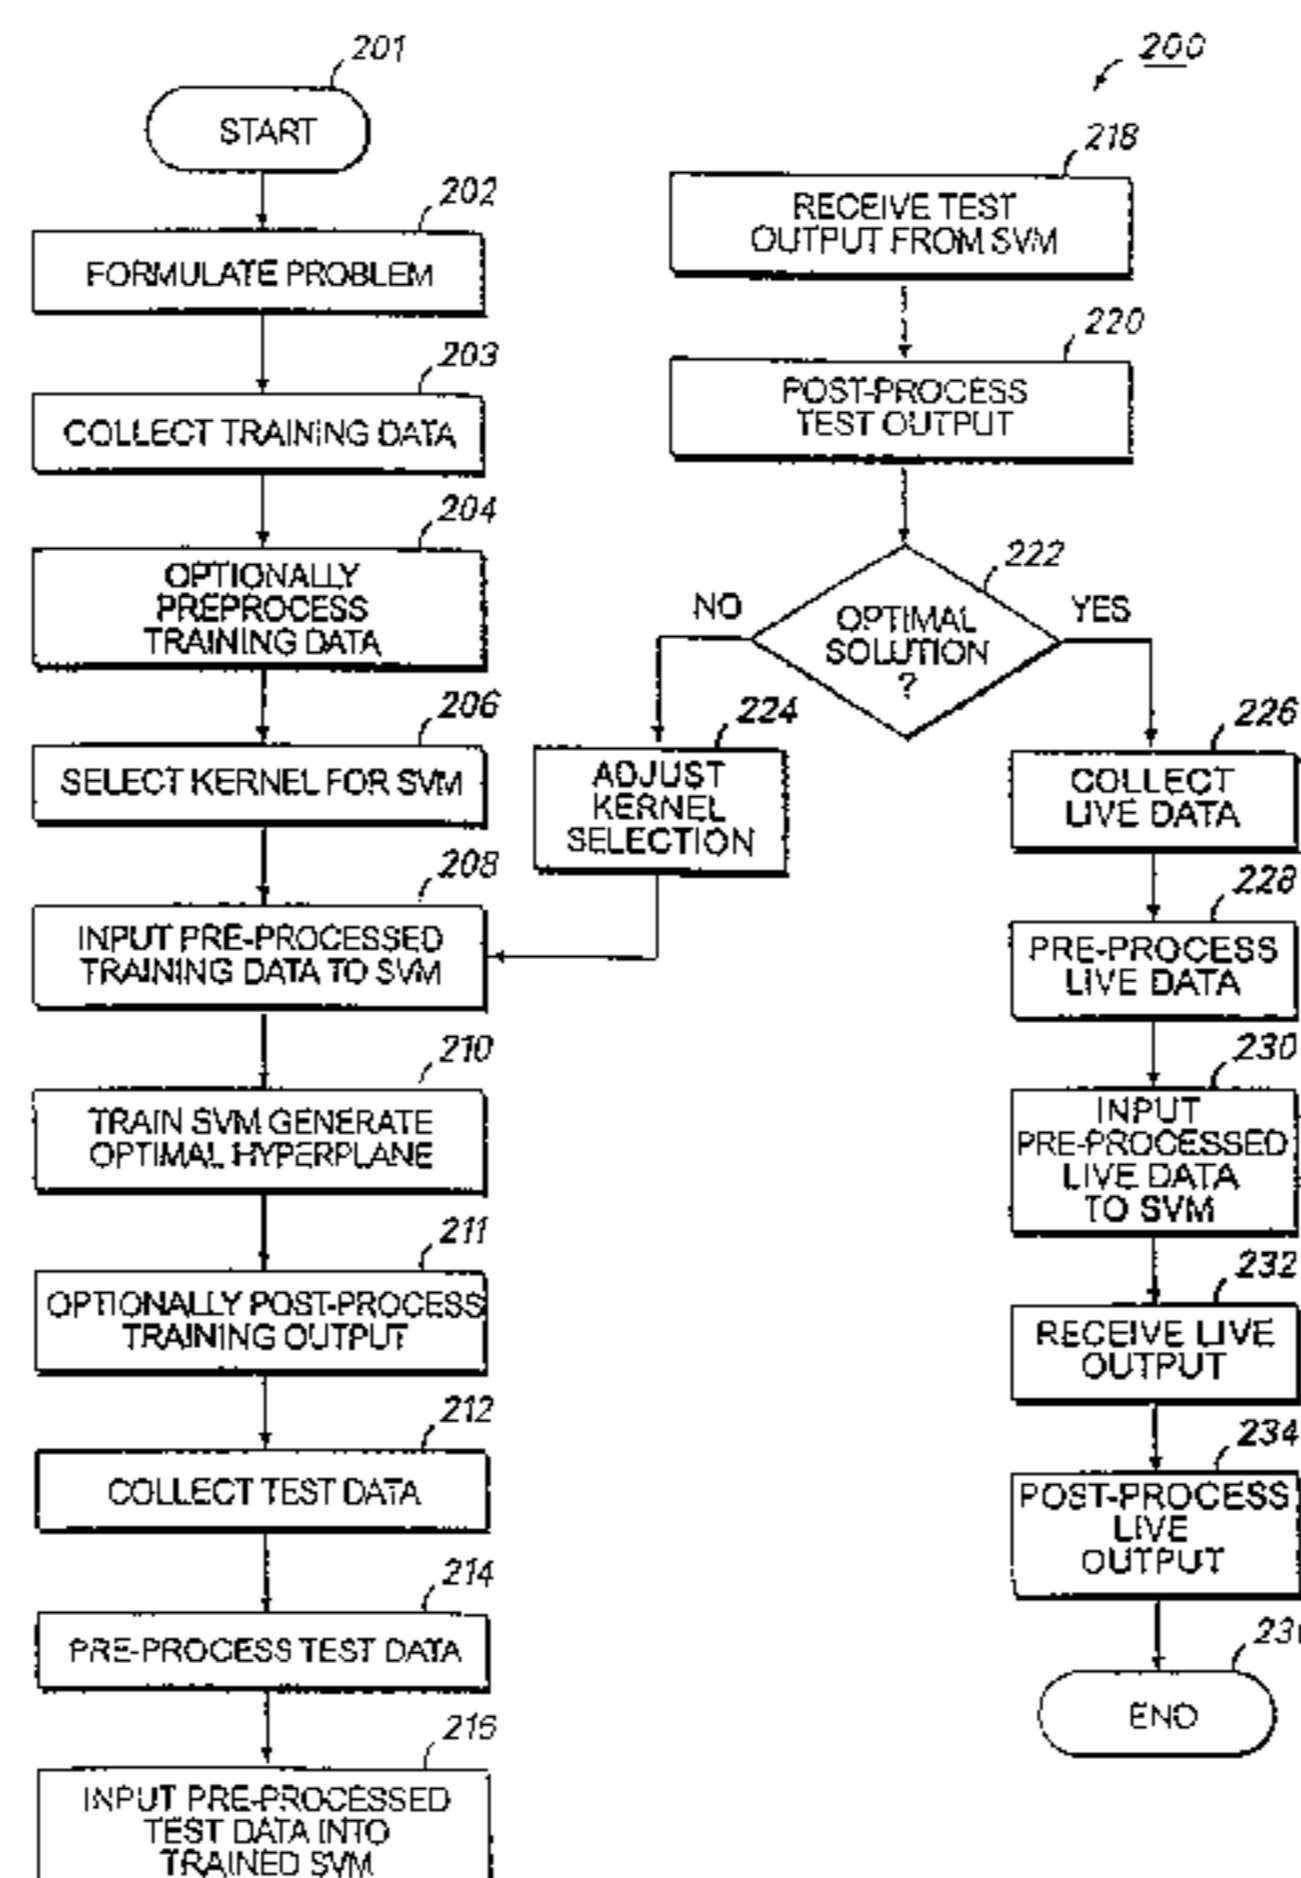 201
START
202
FORMULATE PROBLEM
203
COLLECT TRAINING DATA
204
OPTIONALLY
PREPROCESS
TRAINING DATA
206
SELECT KERNEL FOR SVM
208
INPUT PRE-PROCESSED
TRAINING DATA TO SVM
210
TRAIN SVM GENERATE
OPTIMAL HYPERPLANE
211
OPTIONALLY POST-PROCESS
TRAINING OUTPUT
212
COLLECT TEST DATA
214
PRE-PROCESS TEST DATA
216
INPUT PRE-PROCESSED
TEST DATA INTO
TRAINED SVM
200
218
RECEIVE TEST
OUTPUT FROM SVM
220
POST-PROCESS
TEST OUTPUT
222
OPTIMAL
SOLUTION
?
NO
YES
224
ADJUST
KERNEL
SELECTION
226
COLLECT
LIVE DATA
228
PRE-PROCESS
LIVE DATA
230
INPUT
PRE-PROCESSED
LIVE DATA
TO SVM
232
RECEIVE LIVE
OUTPUT
234
POST-PROCESS
LIVE
OUTPUT
END